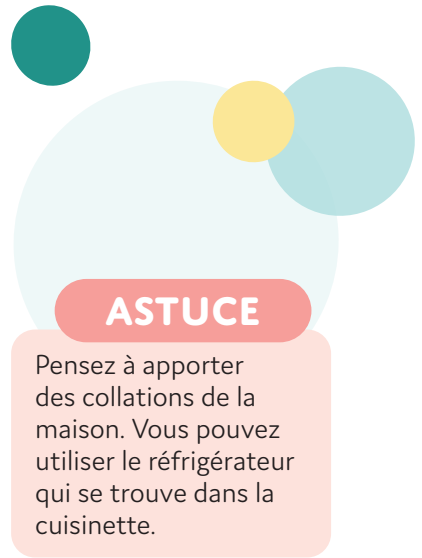 ASTUCE
Pensez à apporter
des collations de la
maison. Vous pouvez
utiliser le réfrigérateur
qui se trouve dans la
cuisinette.